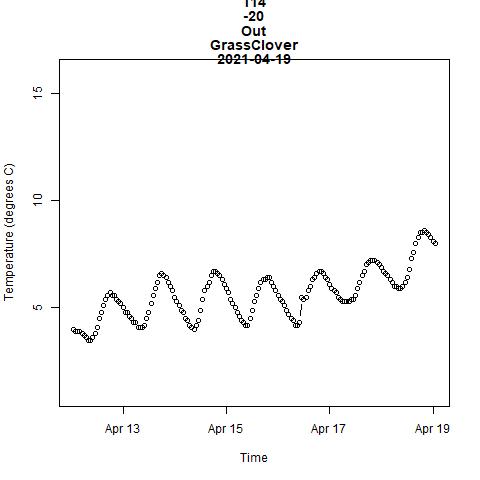 T14
-20
Out
GrassClover
2021-04-19
15
10
5
Temperature (degrees C)
Apr 13
Apr 15
Apr 17
Apr 19
Time